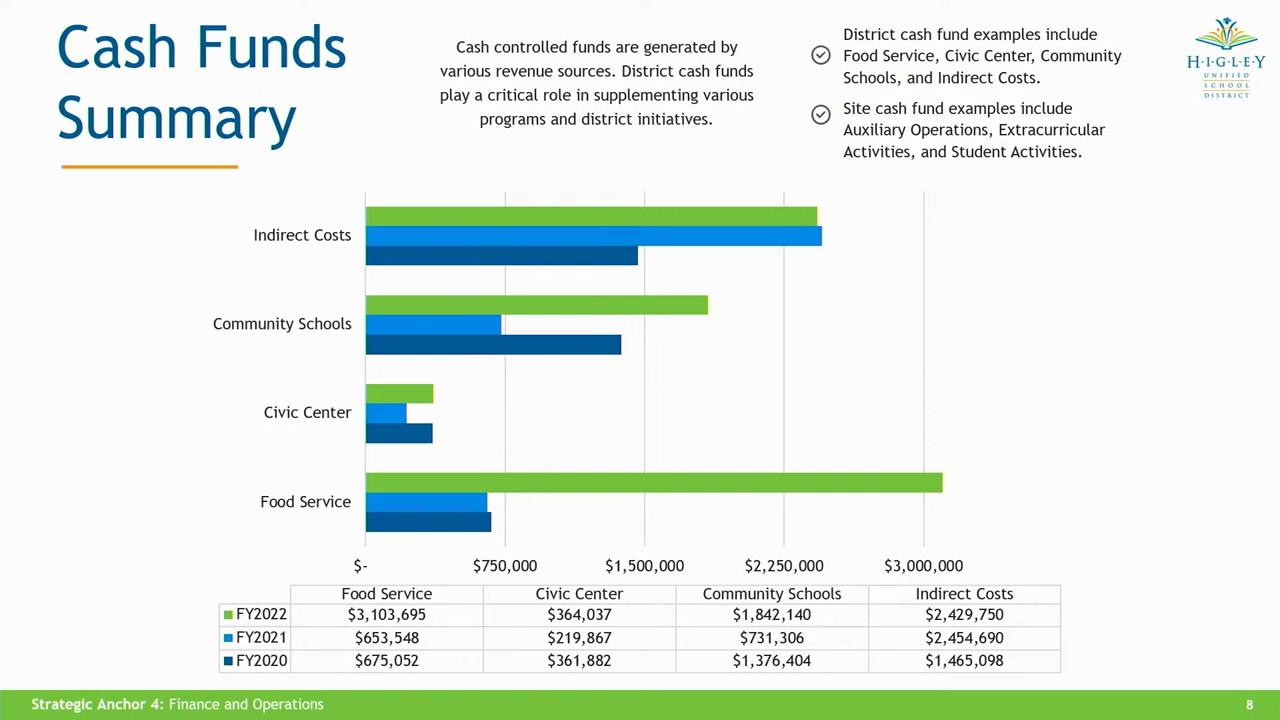 Cash Funds
Summary
Cash controlled funds are generated by
various revenue sources. District cash funds
play a critical role in supplementing various
programs and district initiatives.
District cash fund examples include
Food Service, Civic Center, Community
Schools, and Indirect Costs.
Site cash fund examples include
Auxiliary Operations, Extracurricular
Activities, and Student Activities.
H·I·G·L·E·Y
UNIFIED
SCHOOL
DISTRICT
Indirect Costs
Community Schools
Civic Center
Food Service
$- $750,000 $1,500,000 $2,250,000 $3,000,000
Food Service Civic Center Community Schools Indirect Costs
FY2022 $3,103,695 $364,037 $1,842,140 $2,429,750
FY2021 $653,548 $219,867 $731,306 $2,454,690
FY2020 $675,052 $361,882 $1,376,404 $1,465,098
Strategic Anchor 4: Finance and Operations
8